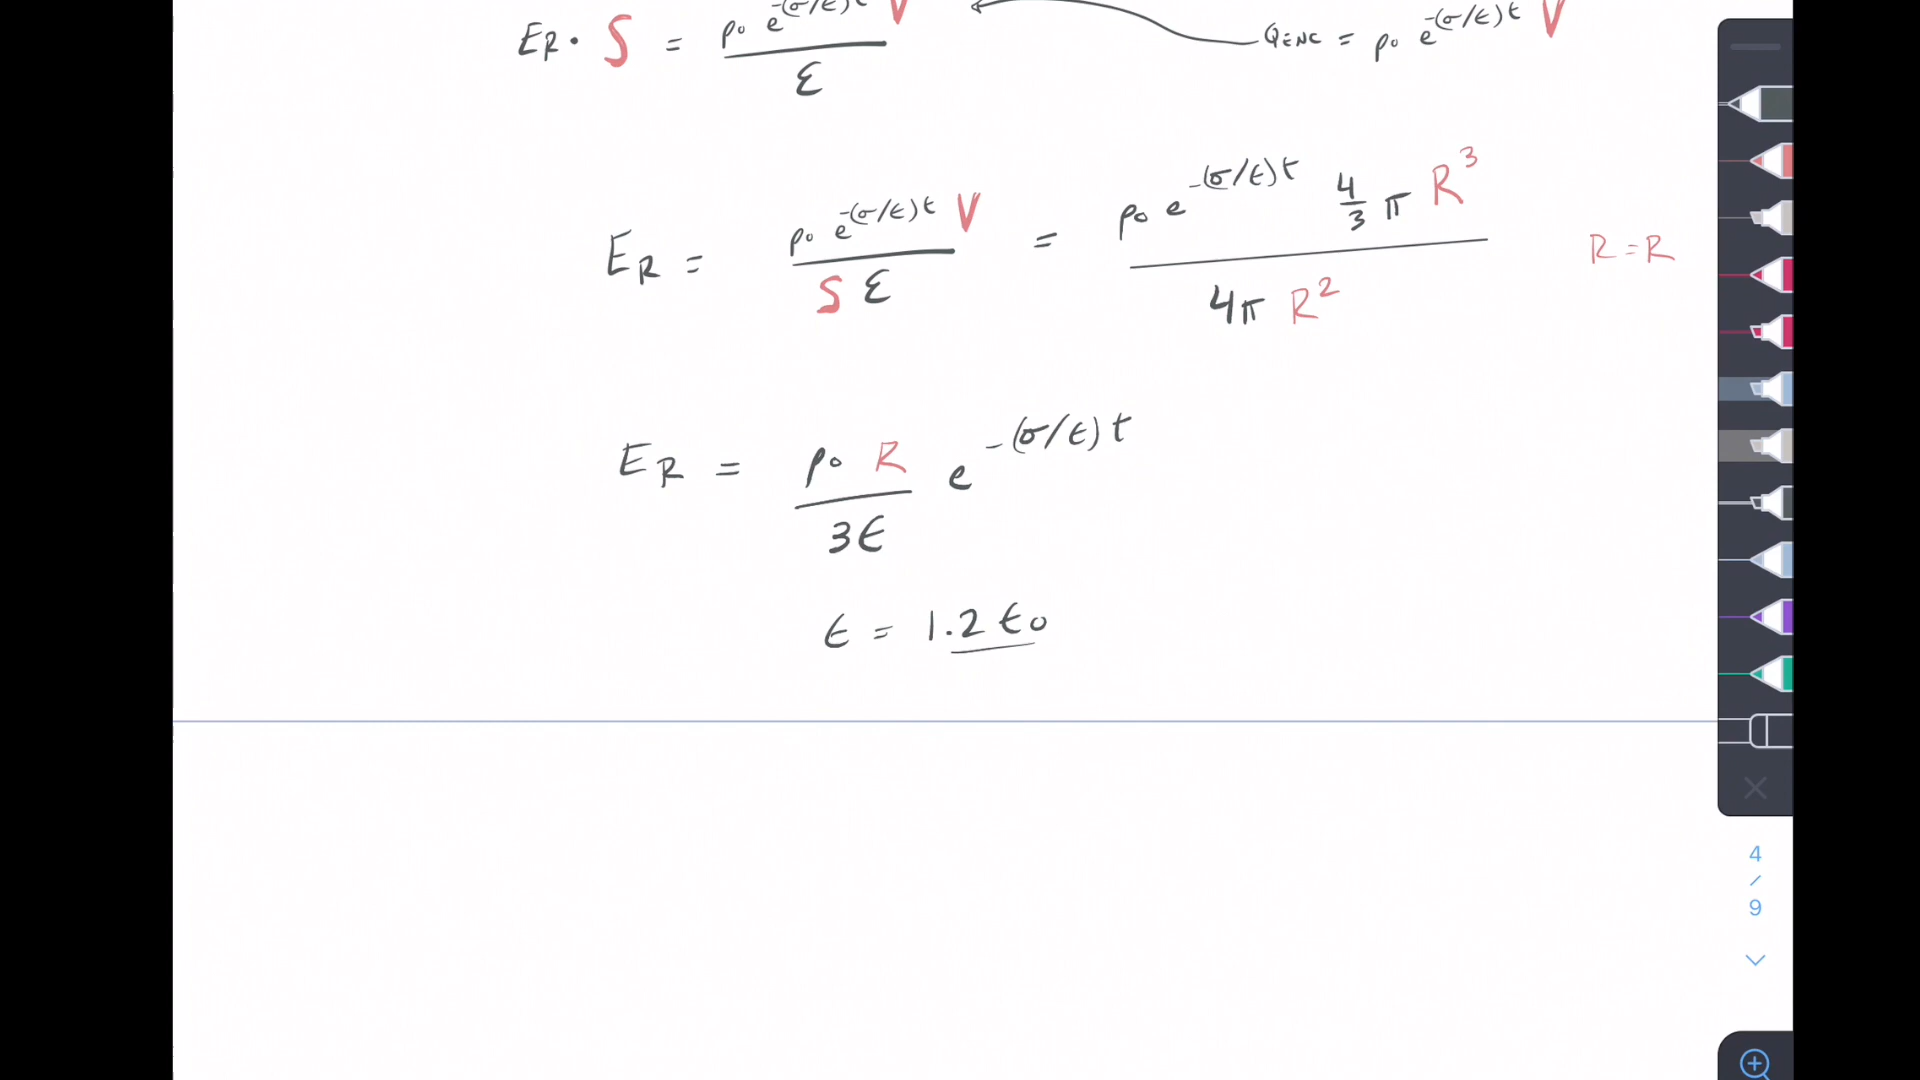 E_R · S = ρ₀ e^{-(σ/ε)t} V / ε
Q_ENC = ρ₀ e^{-(σ/ε)t} V
E_R = ρ₀ e^{-(σ/ε)t} V / S ε = ρ₀ e^{-(σ/ε)t} 4/3 π R³ / 4π R²
R = R
E_R = ρ₀ R / 3ε e^{-(σ/ε)t}
ε = 1.2 ε₀
4
/
9